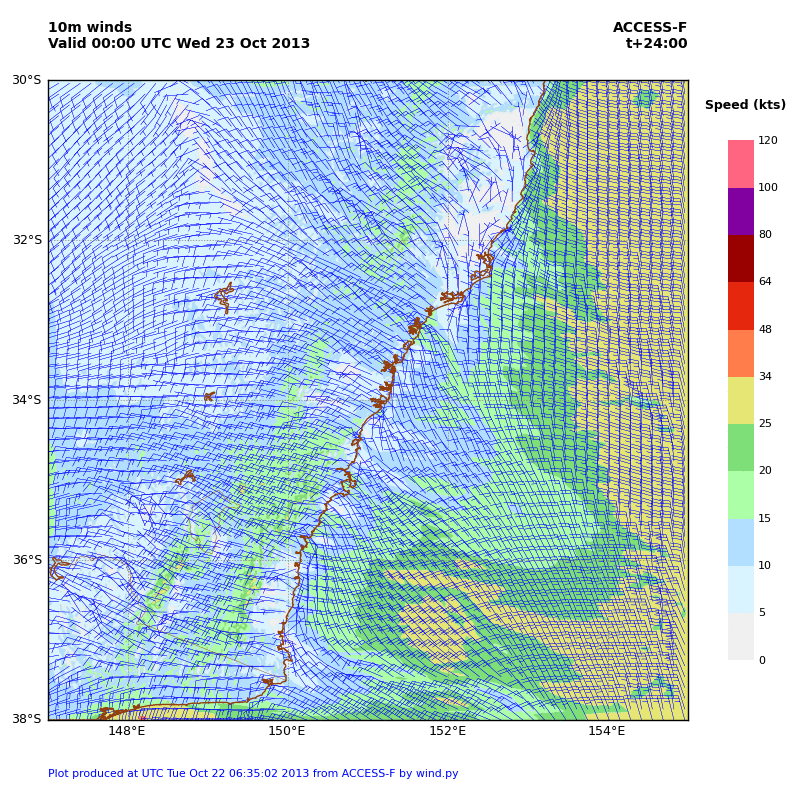 10m winds
Valid 00:00 UTC Wed 23 Oct 2013
ACCESS-F
t+24:00
30°S
32°S
34°S
36°S
38°S
148°E
150°E
152°E
154°E
Speed (kts)
120
100
80
64
48
34
25
20
15
10
5
0
Plot produced at UTC Tue Oct 22 06:35:02 2013 from ACCESS-F by wind.py